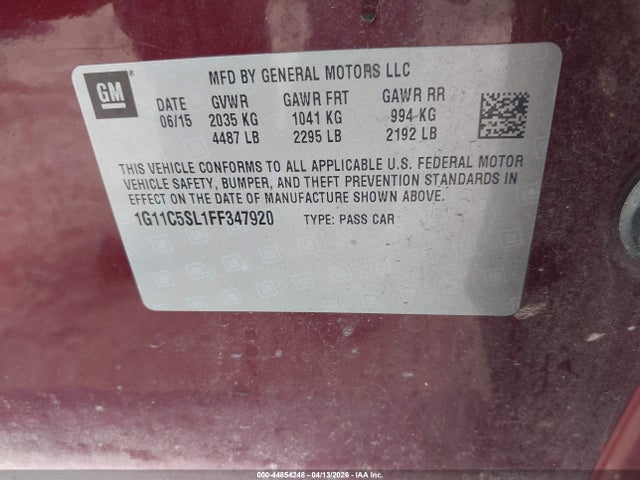 GM
MFD BY GENERAL MOTORS LLC
DATE GVWR GAWR FRT GAWR RR
06/15 2035 KG 1041 KG 994 KG
4487 LB 2295 LB 2192 LB
THIS VEHICLE CONFORMS TO ALL APPLICABLE U.S. FEDERAL MOTOR
VEHICLE SAFETY, BUMPER, AND THEFT PREVENTION STANDARDS IN
EFFECT ON THE DATE OF MANUFACTURE SHOWN ABOVE.
1G11C5SL1FF347920 TYPE: PASS CAR
000-44854248 - 04/13/2026 - IAA Inc.